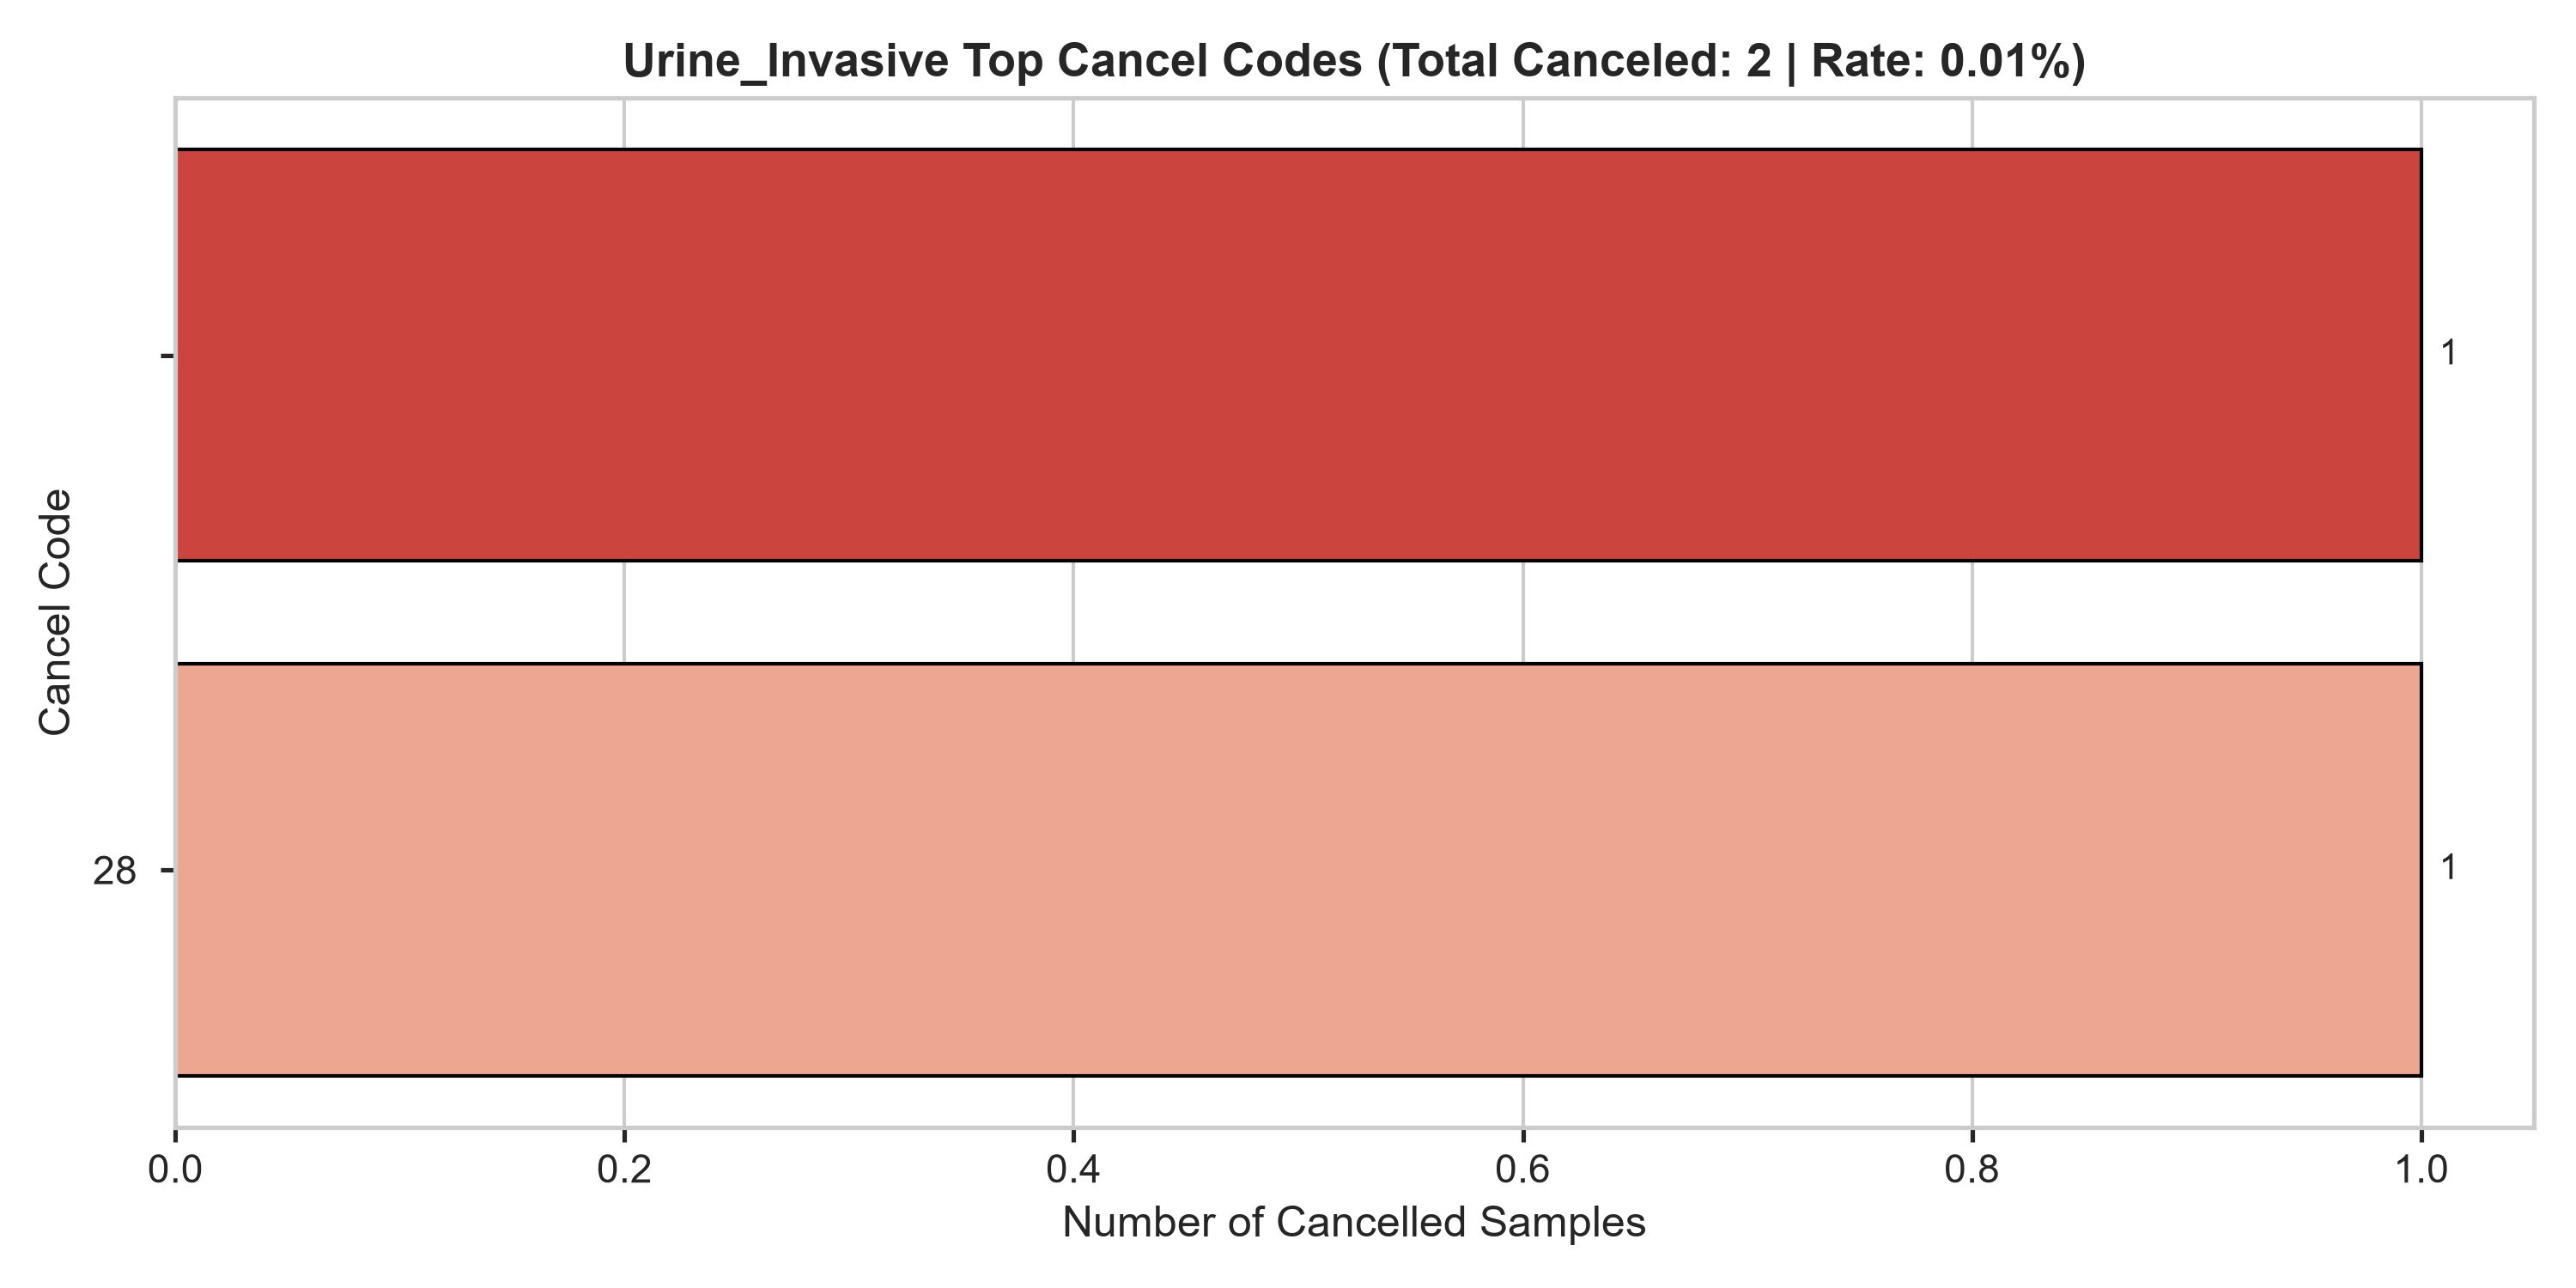 Urine_Invasive Top Cancel Codes (Total Canceled: 2 | Rate: 0.01%)
Cancel Code
1
28
1
0.0 0.2 0.4 0.6 0.8 1.0
Number of Cancelled Samples